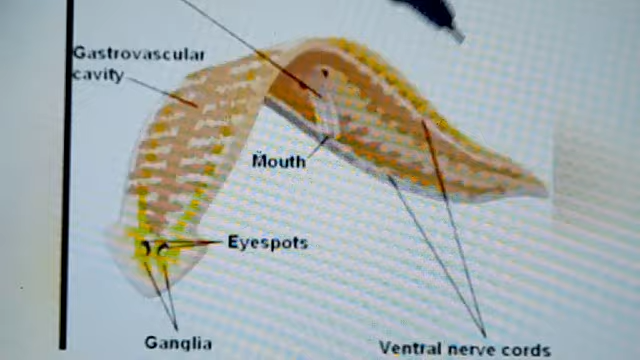 Gastrovascular
cavity
Mouth
Eyespots
Ganglia
Ventral nerve cords